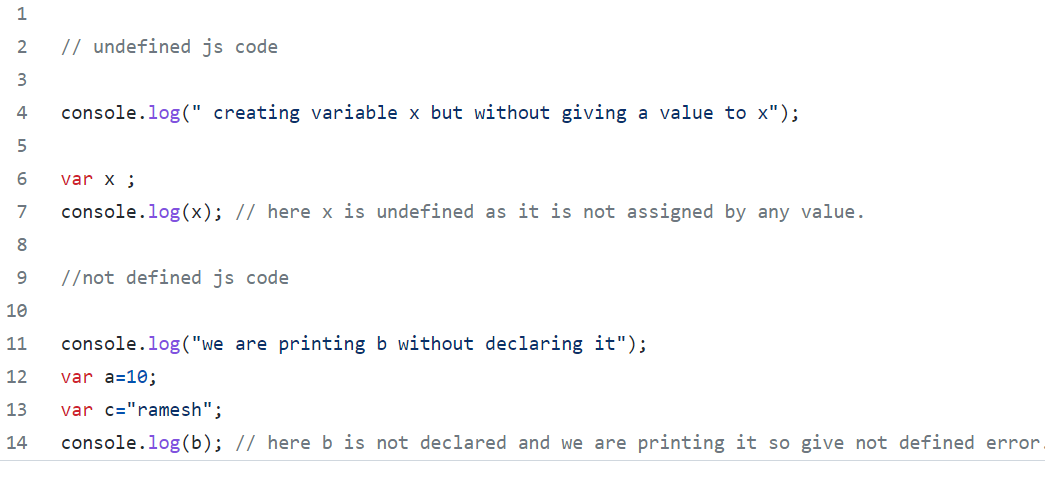 1
2 // undefined js code
3
4 console.log(" creating variable x but without giving a value to x");
5
6 var x ;
7 console.log(x); // here x is undefined as it is not assigned by any value.
8
9 //not defined js code
10
11 console.log("we are printing b without declaring it");
12 var a=10;
13 var c="ramesh";
14 console.log(b); // here b is not declared and we are printing it so give not defined error.